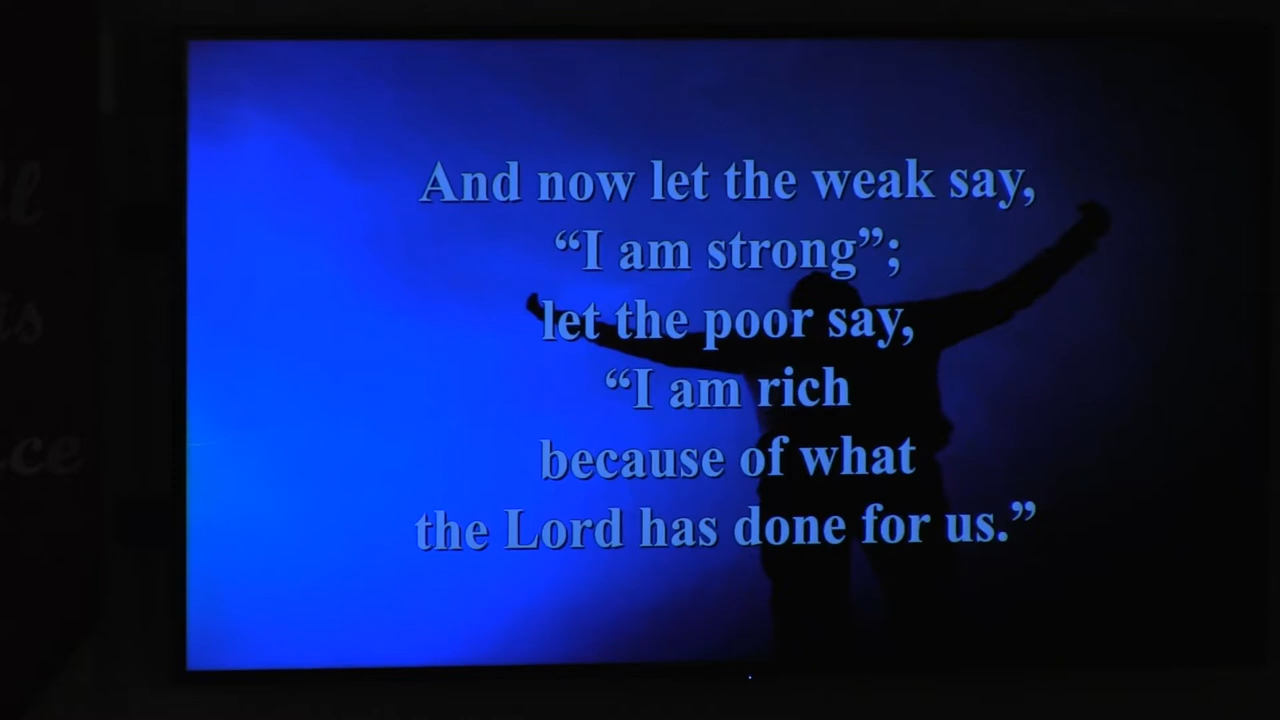 And now let the weak say,
“I am strong”;
let the poor say,
“I am rich
because of what
the Lord has done for us.”